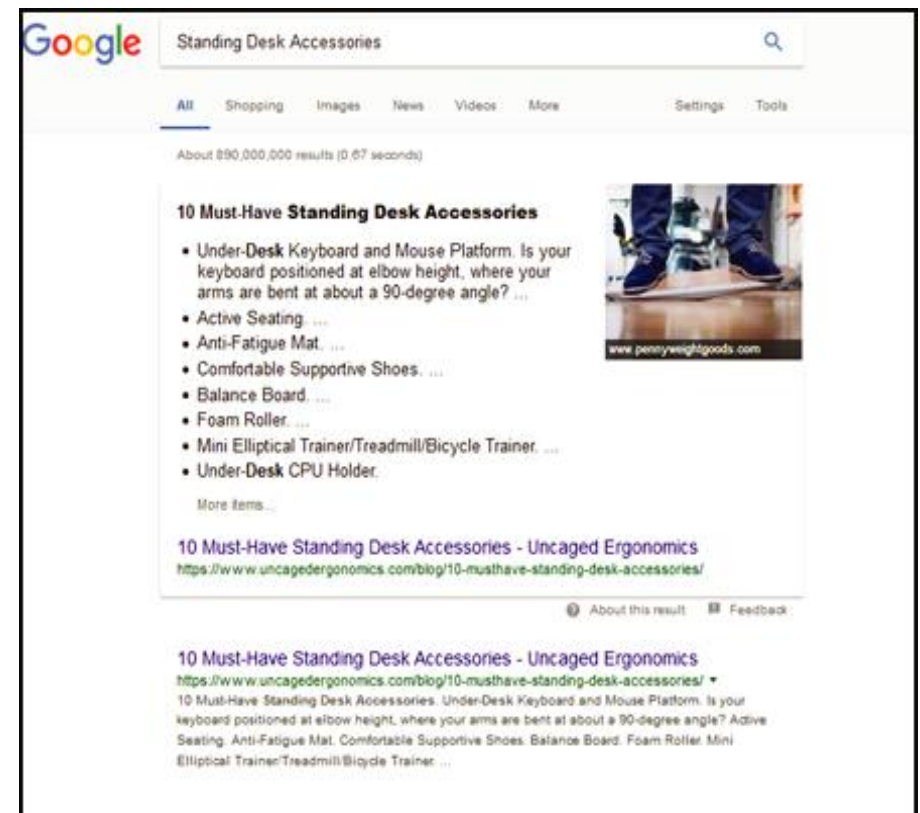 Google
Standing Desk Accessories
All Shopping Images News Videos More Settings Tools
About 890,000,000 results (0.67 seconds)
10 Must-Have Standing Desk Accessories
• Under-Desk Keyboard and Mouse Platform. Is your
keyboard positioned at elbow height, where your
arms are bent at about a 90-degree angle? ...
• Active Seating. ...
• Anti-Fatigue Mat. ...
• Comfortable Supportive Shoes. ...
• Balance Board. ...
• Foam Roller. ...
• Mini Elliptical Trainer/Treadmill/Bicycle Trainer. ...
• Under-Desk CPU Holder.
More items...
www.pennyweightgoods.com
10 Must-Have Standing Desk Accessories - Uncaged Ergonomics
https://www.uncagedergonomics.com/blog/10-musthave-standing-desk-accessories/
About this result Feedback
10 Must-Have Standing Desk Accessories - Uncaged Ergonomics
https://www.uncagedergonomics.com/blog/10-musthave-standing-desk-accessories/
10 Must-Have Standing Desk Accessories. Under-Desk Keyboard and Mouse Platform. Is your
keyboard positioned at elbow height, where your arms are bent at about a 90-degree angle? Active
Seating. Anti-Fatigue Mat. Comfortable Supportive Shoes. Balance Board. Foam Roller. Mini
Elliptical Trainer/Treadmill/Bicycle Trainer. ...